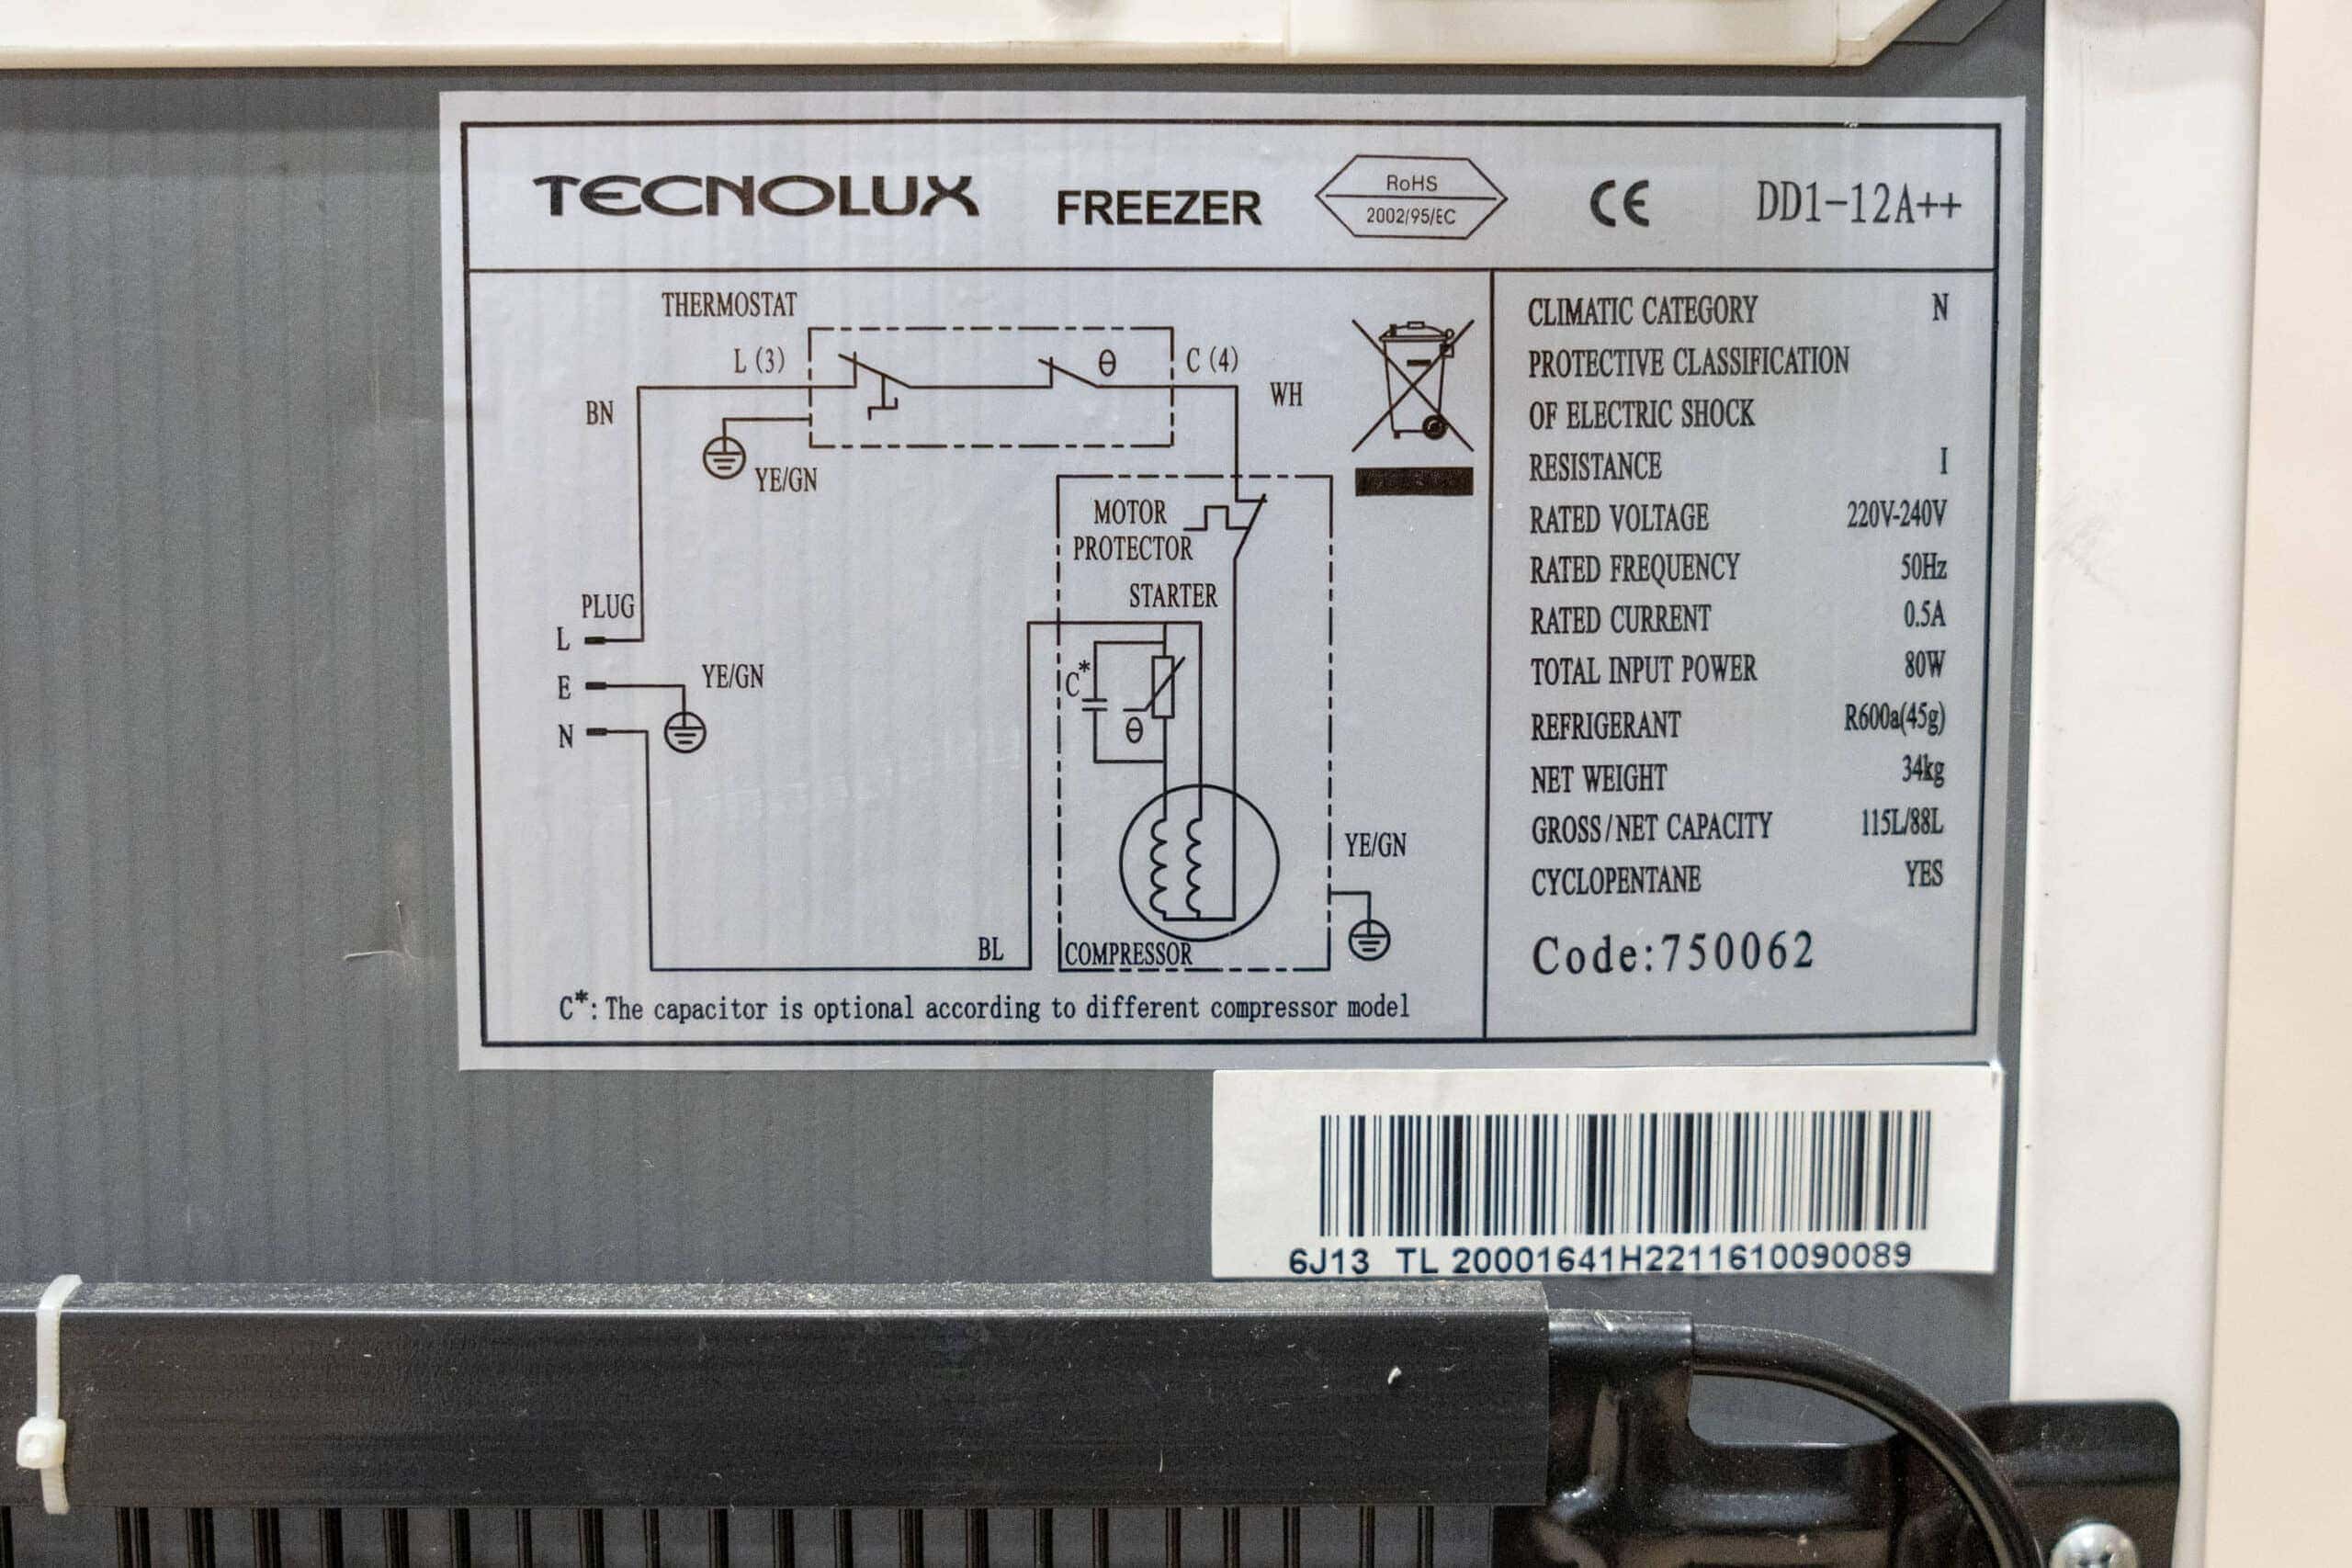 TECNOLUX FREEZER RoHS 2002/95/EC CE DD1-12A++
THERMOSTAT
L (3) θ C (4)
BN
WH
YE/GN
MOTOR
PROTECTOR
STARTER
PLUG
L
E YE/GN
N
C*
θ
YE/GN
BL
COMPRESSOR
C*: The capacitor is optional according to different compressor model
CLIMATIC CATEGORY N
PROTECTIVE CLASSIFICATION
OF ELECTRIC SHOCK
RESISTANCE I
RATED VOLTAGE 220V-240V
RATED FREQUENCY 50Hz
RATED CURRENT 0.5A
TOTAL INPUT POWER 80W
REFRIGERANT R600a(45g)
NET WEIGHT 34kg
GROSS/NET CAPACITY 115L/88L
CYCLOPENTANE YES
Code:750062
6J13 TL 20001641H2211610090089